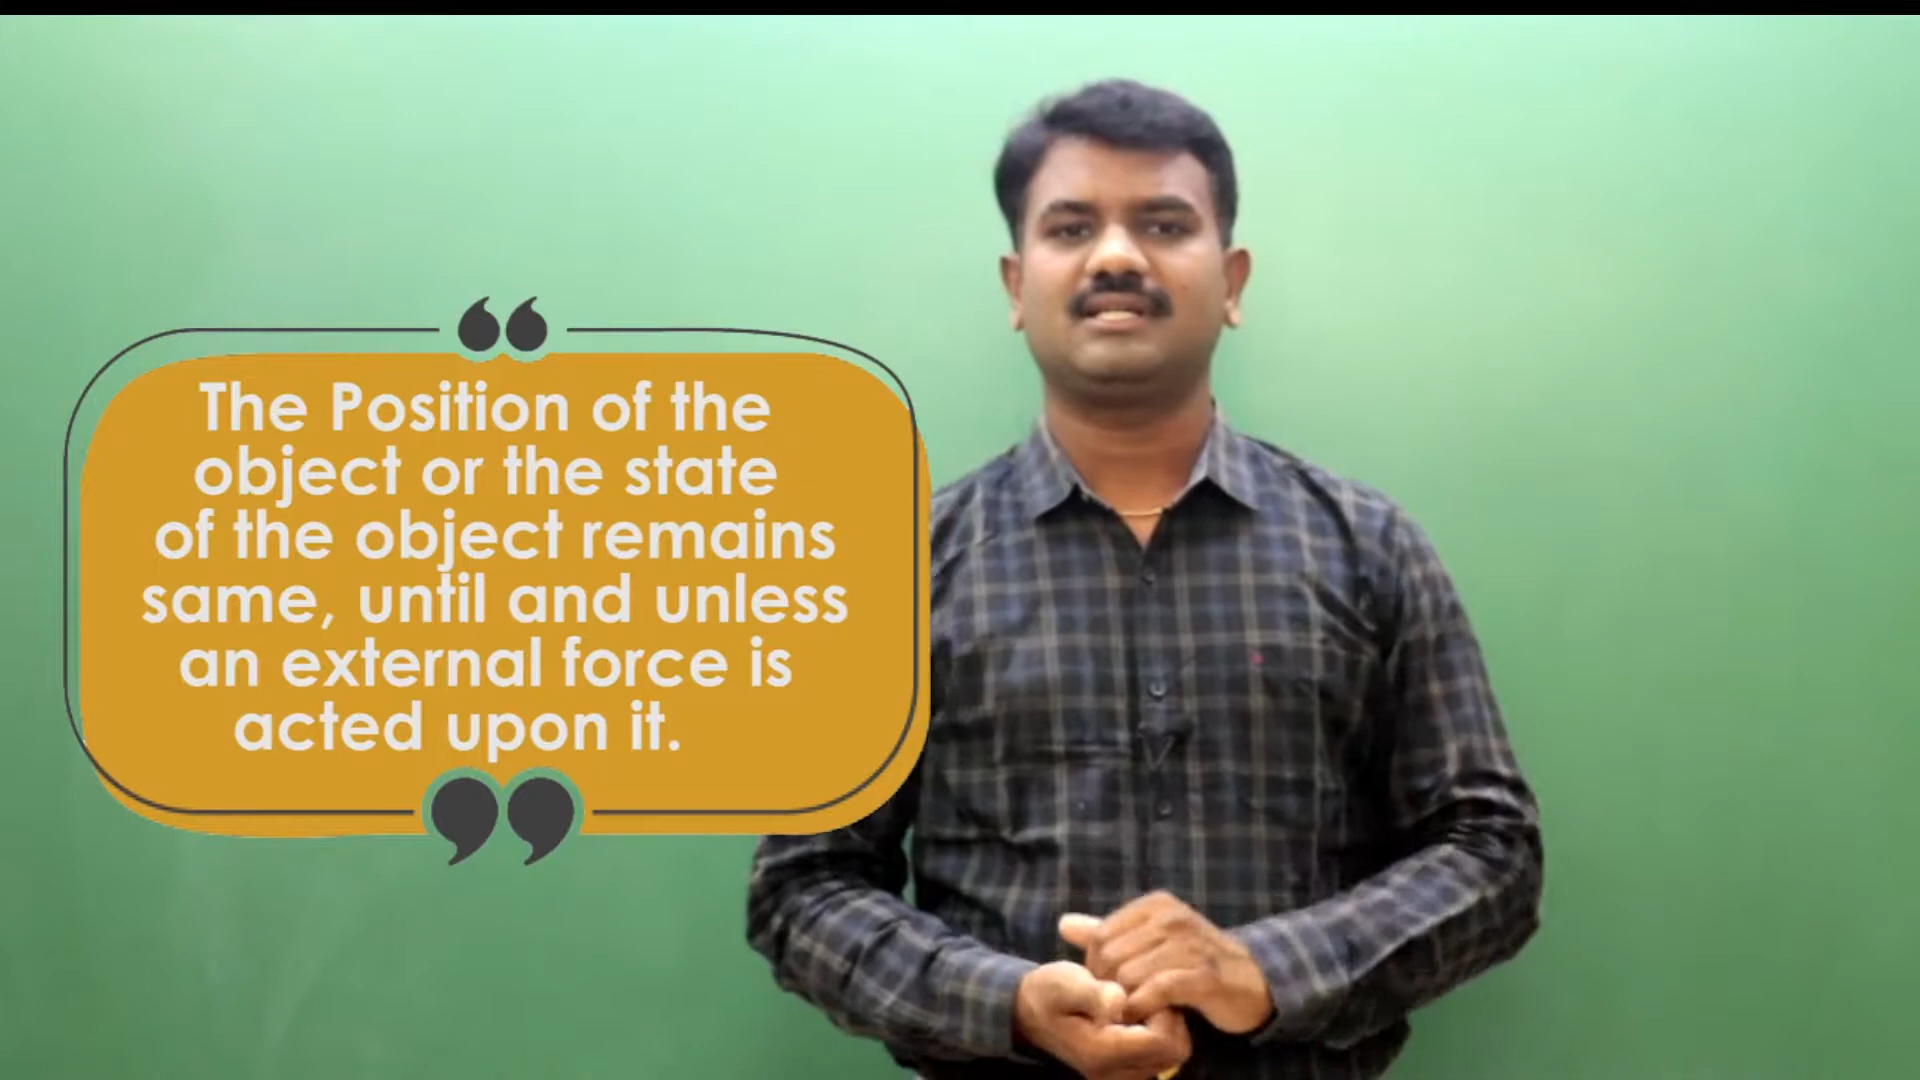 The Position of the
object or the state
of the object remains
same, until and unless
an external force is
acted upon it.